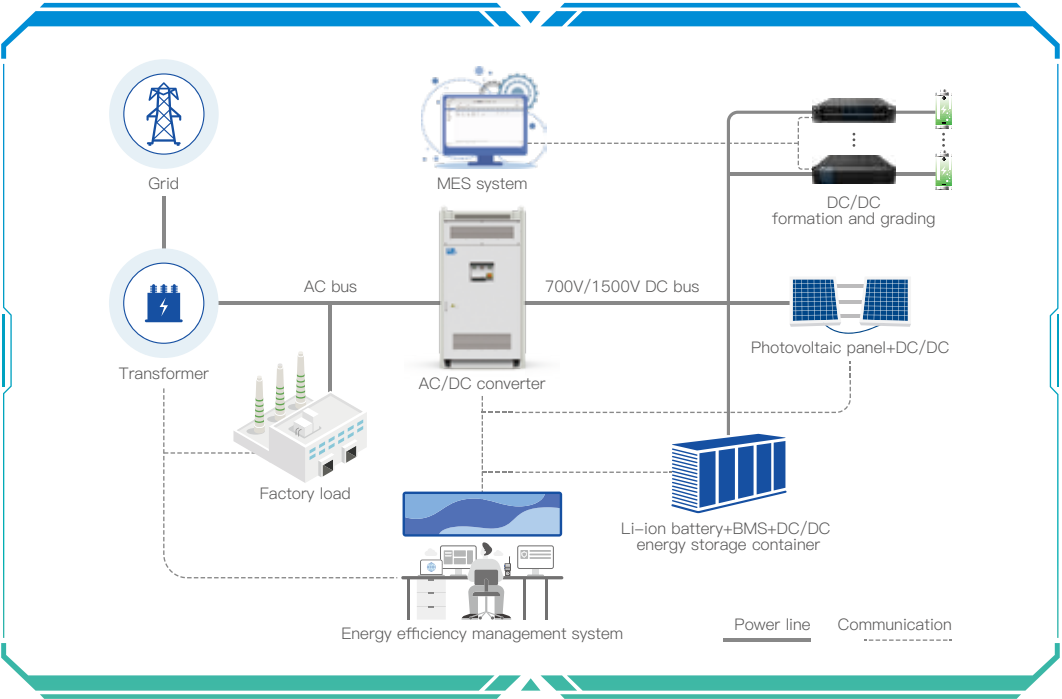 Grid
MES system
DC/DC
formation and grading
AC bus
700V/1500V DC bus
Transformer
AC/DC converter
Photovoltaic panel+DC/DC
Factory load
Li-ion battery+BMS+DC/DC
energy storage container
Energy efficiency management system
Power line
Communication